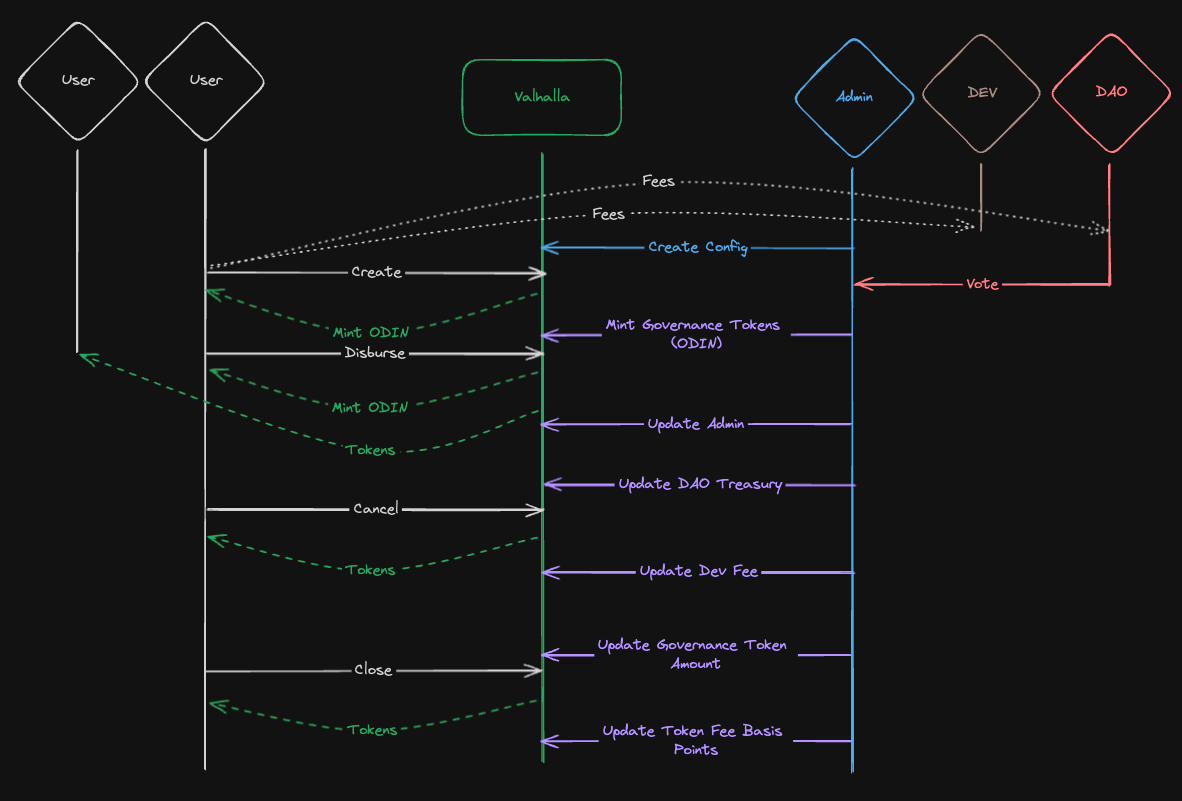 User
User
Valhalla
Admin
DEV
DAO
Fees
Fees
Create Config
Create
Vote
Mint ODIN
Mint Governance Tokens
(ODIN)
Disburse
Mint ODIN
Update Admin
Tokens
Update DAO Treasury
Cancel
Tokens
Update Dev Fee
Update Governance Token
Amount
Close
Tokens
Update Token Fee Basis
Points